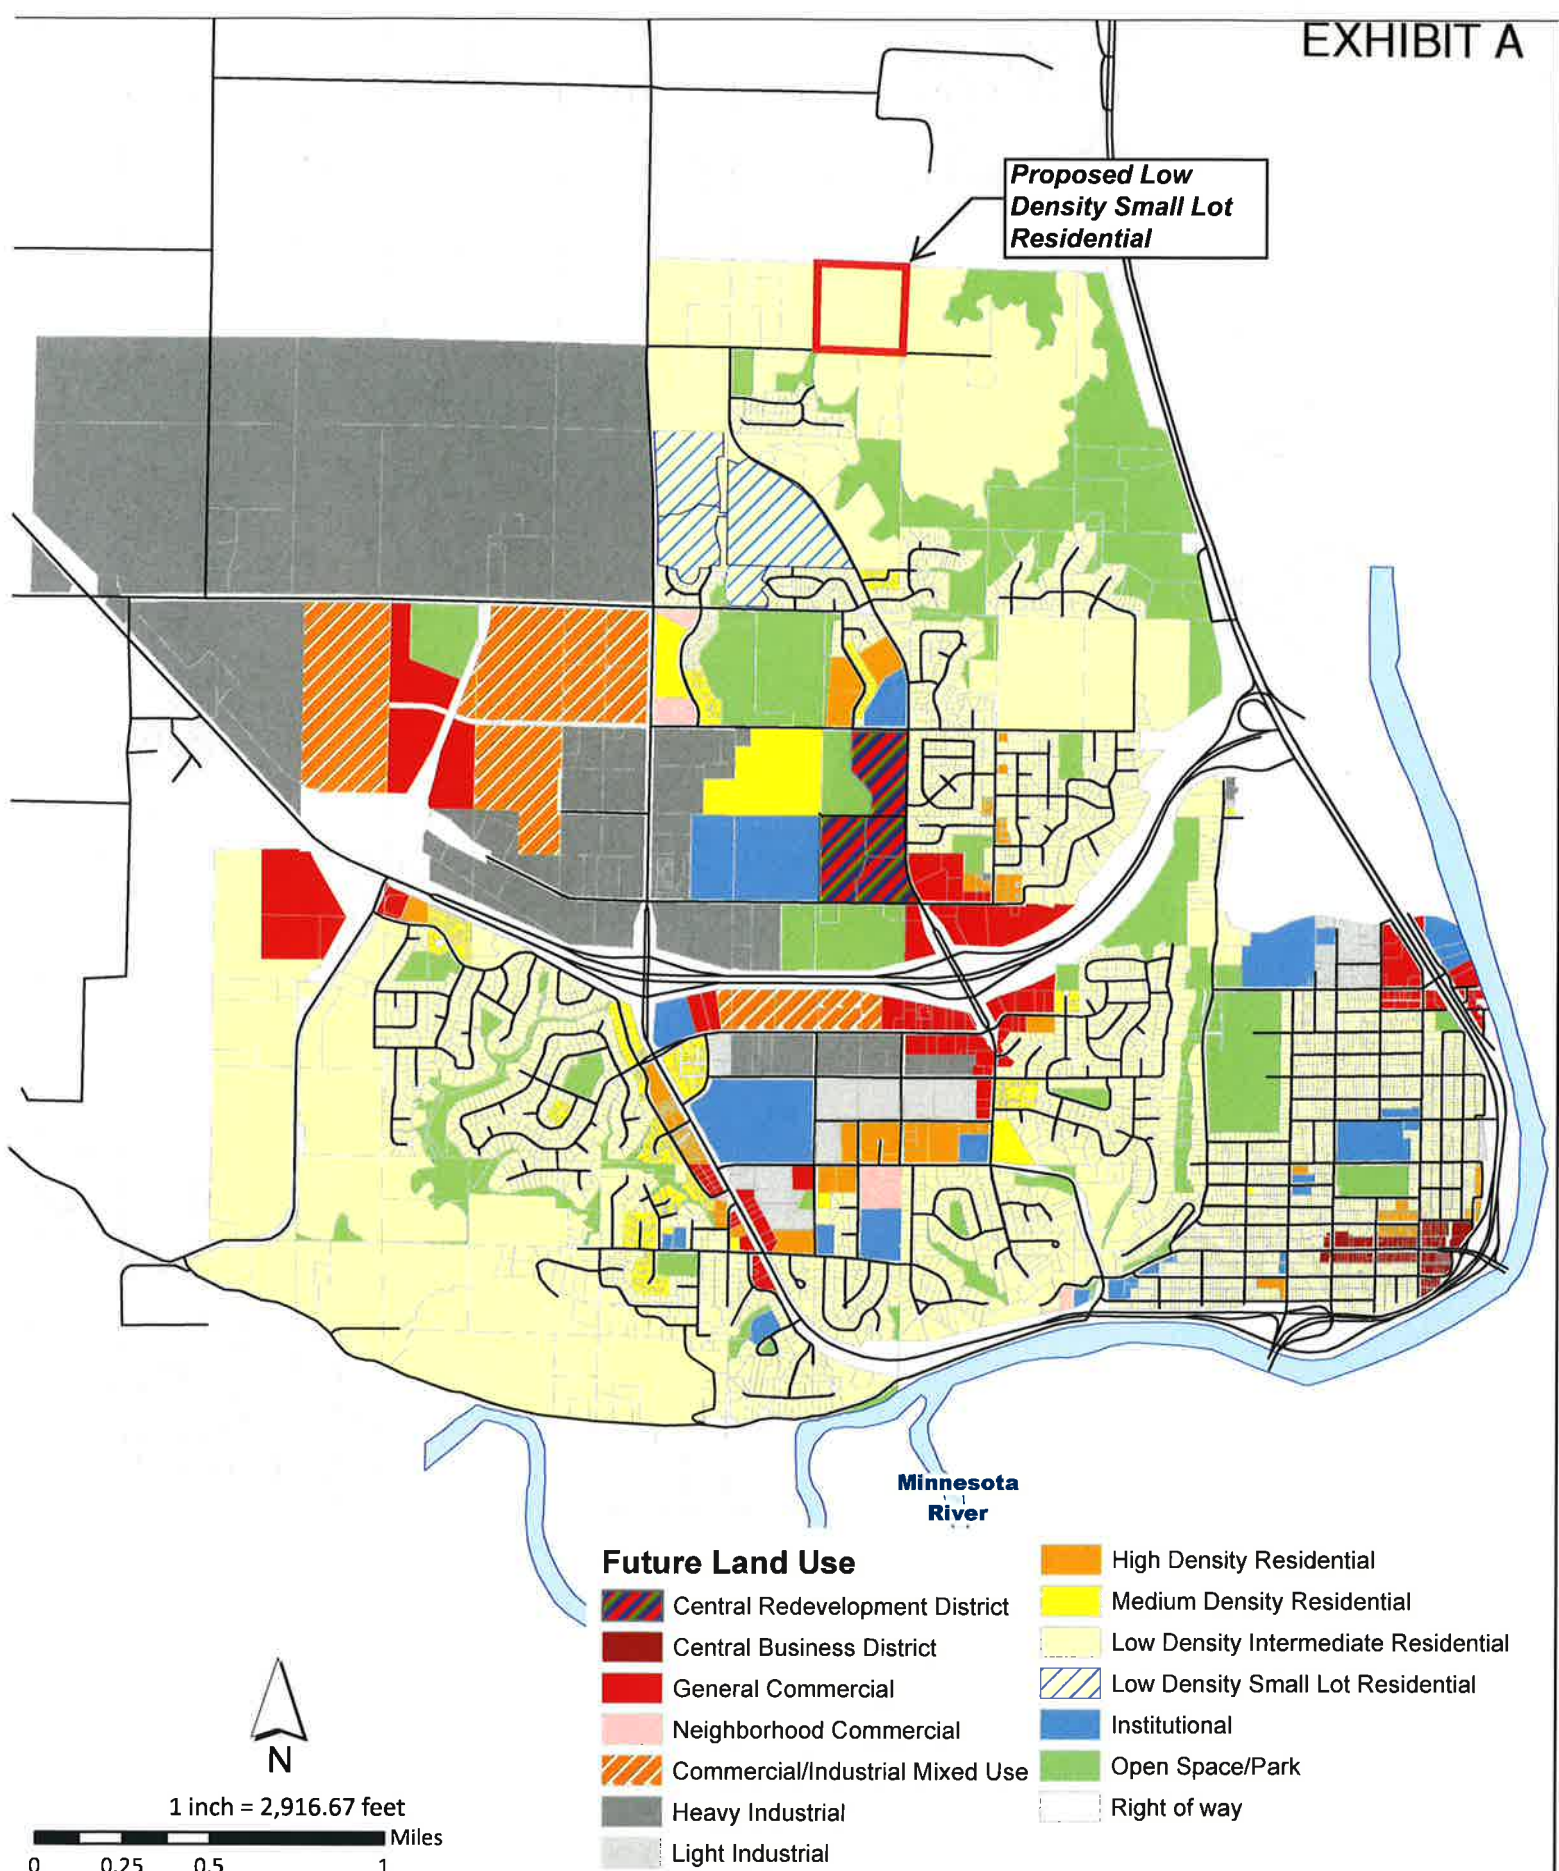 EXHIBIT A
Proposed Low
Density Small Lot
Residential
Minnesota
River
Future Land Use
Central Redevelopment District
Central Business District
General Commercial
Neighborhood Commercial
Commercial/Industrial Mixed Use
Heavy Industrial
Light Industrial
High Density Residential
Medium Density Residential
Low Density Intermediate Residential
Low Density Small Lot Residential
Institutional
Open Space/Park
Right of way
N
1 inch = 2,916.67 feet
Miles
0 0.25 0.5 1